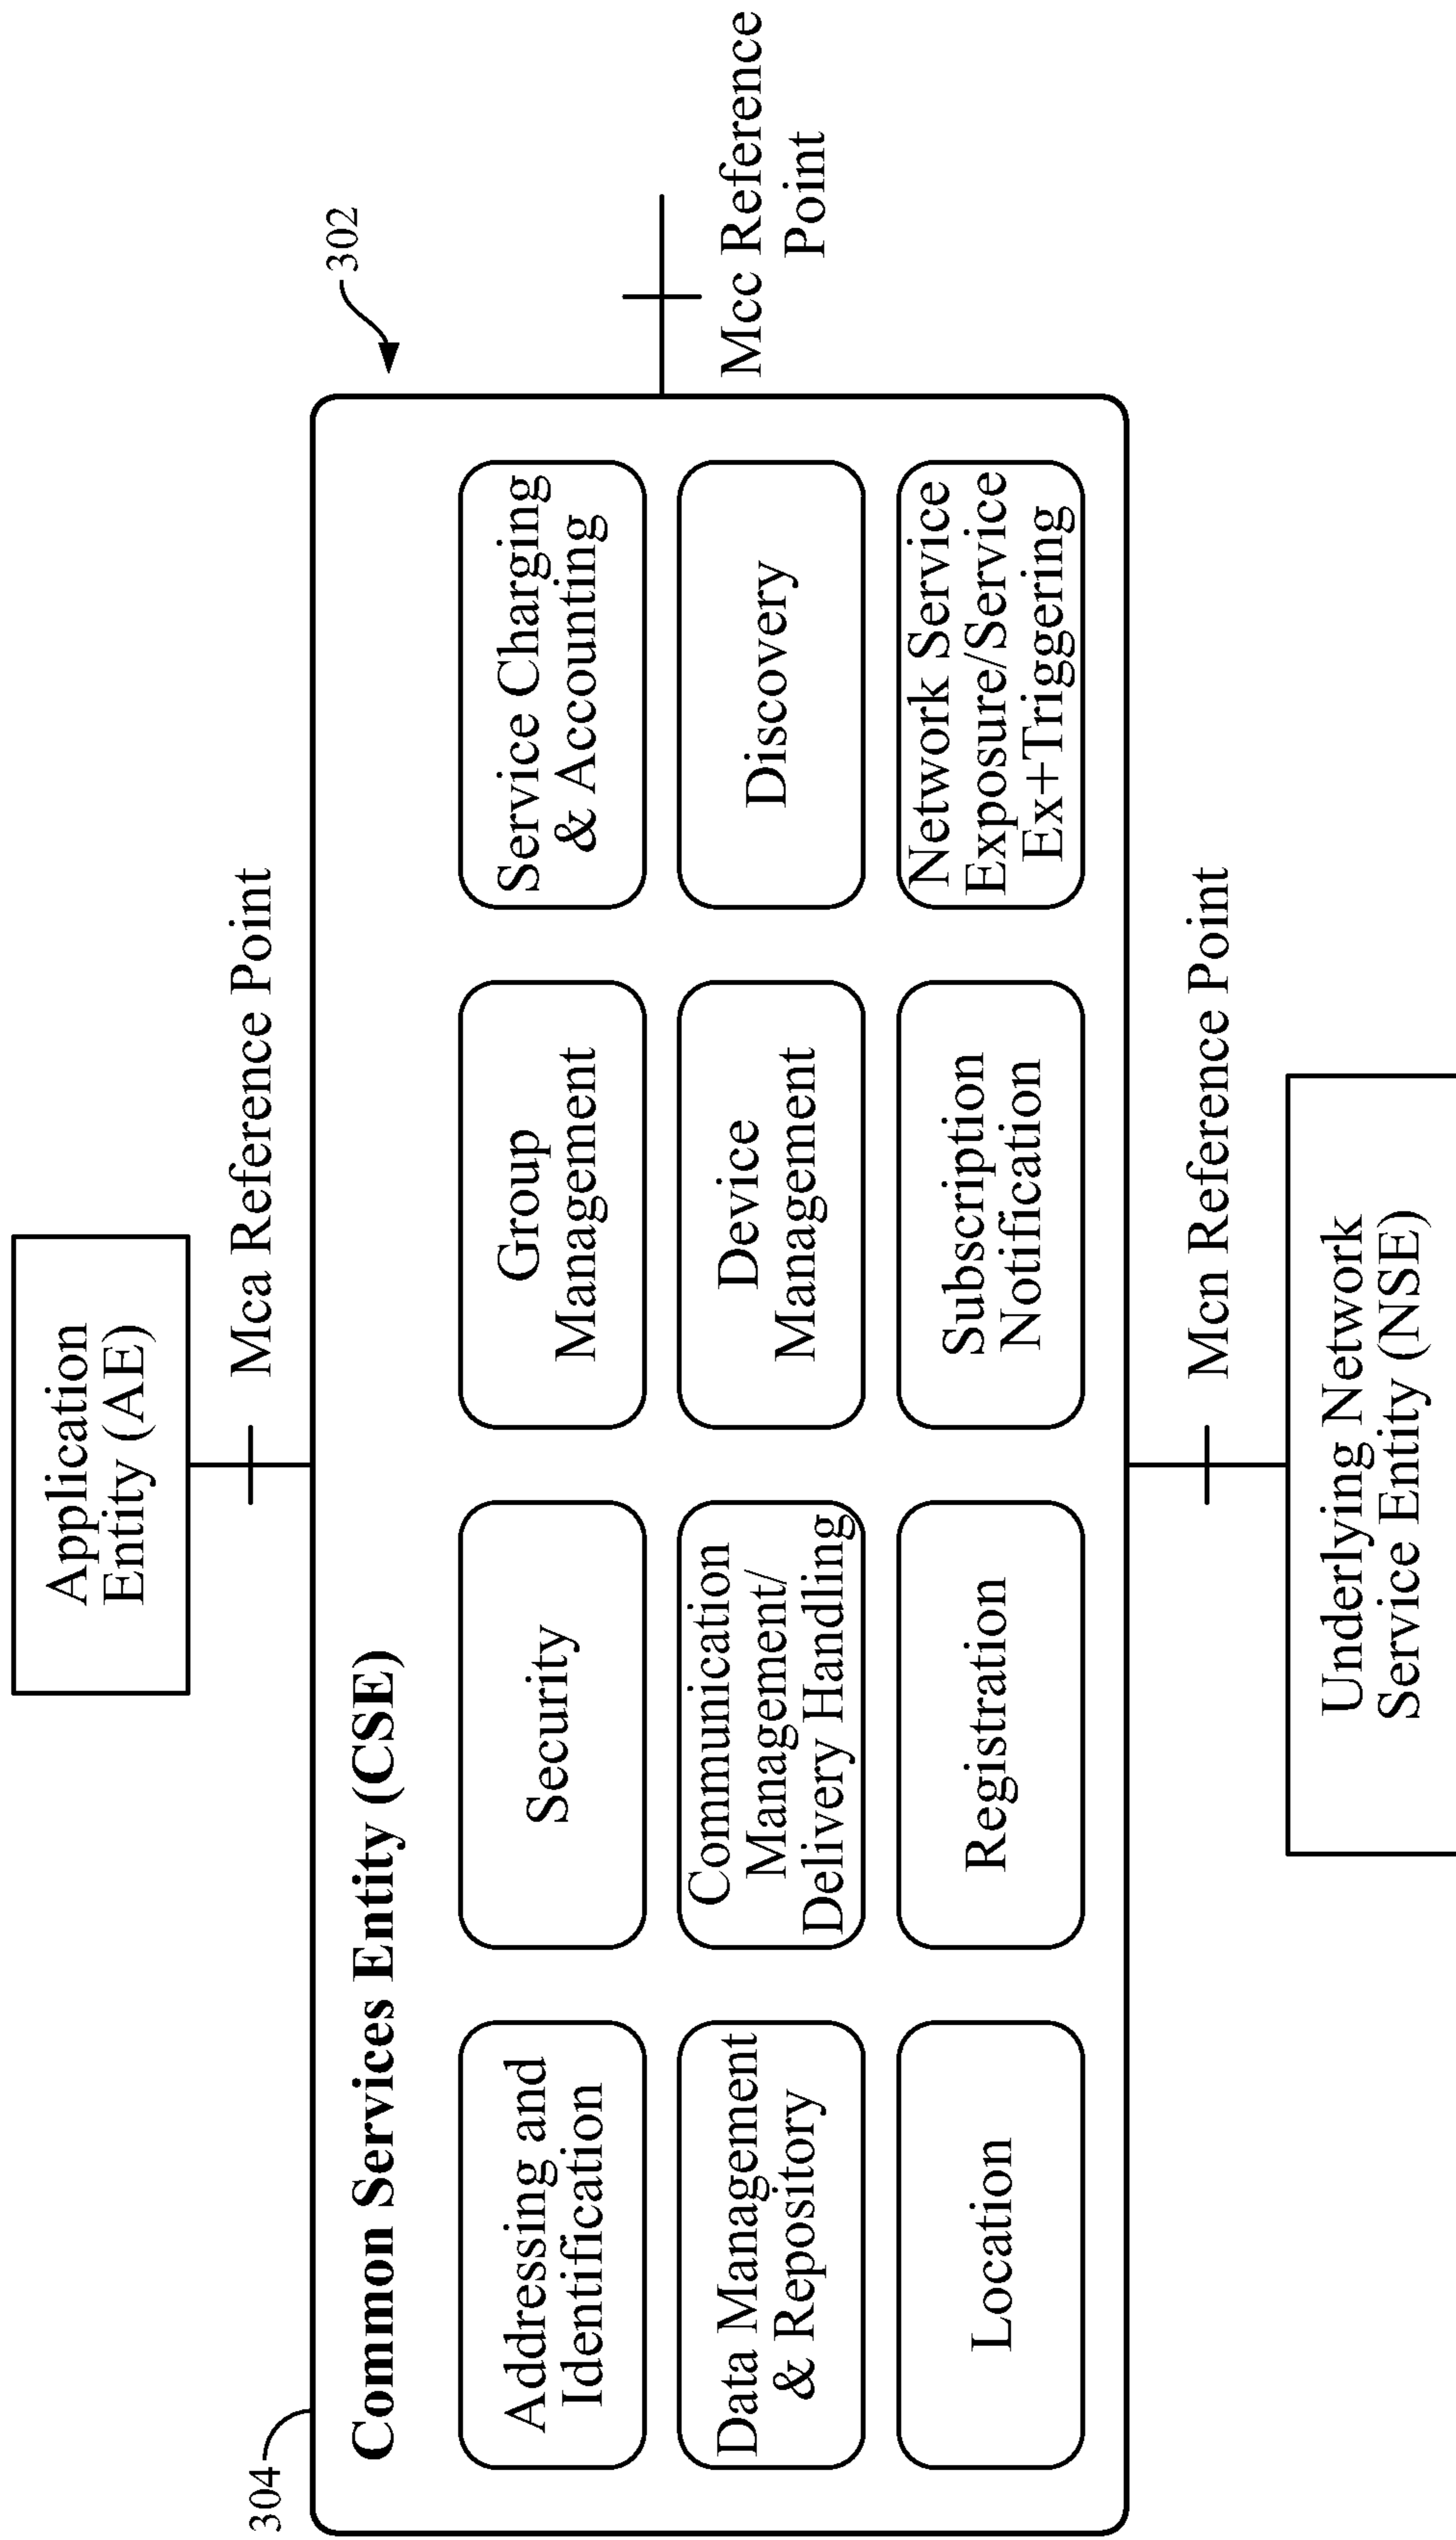 Application
Entity (AE)
Mca Reference Point
302
304
Common Services Entity (CSE)
Addressing and
Identification
Security
Group
Management
Service Charging
& Accounting
Data Management
& Repository
Communication
Management/
Delivery Handling
Device
Management
Discovery
Location
Registration
Subscription
Notification
Network Service
Exposure/Service
Ex+Triggering
Mcc Reference
Point
Mcn Reference Point
Underlying Network
Service Entity (NSE)